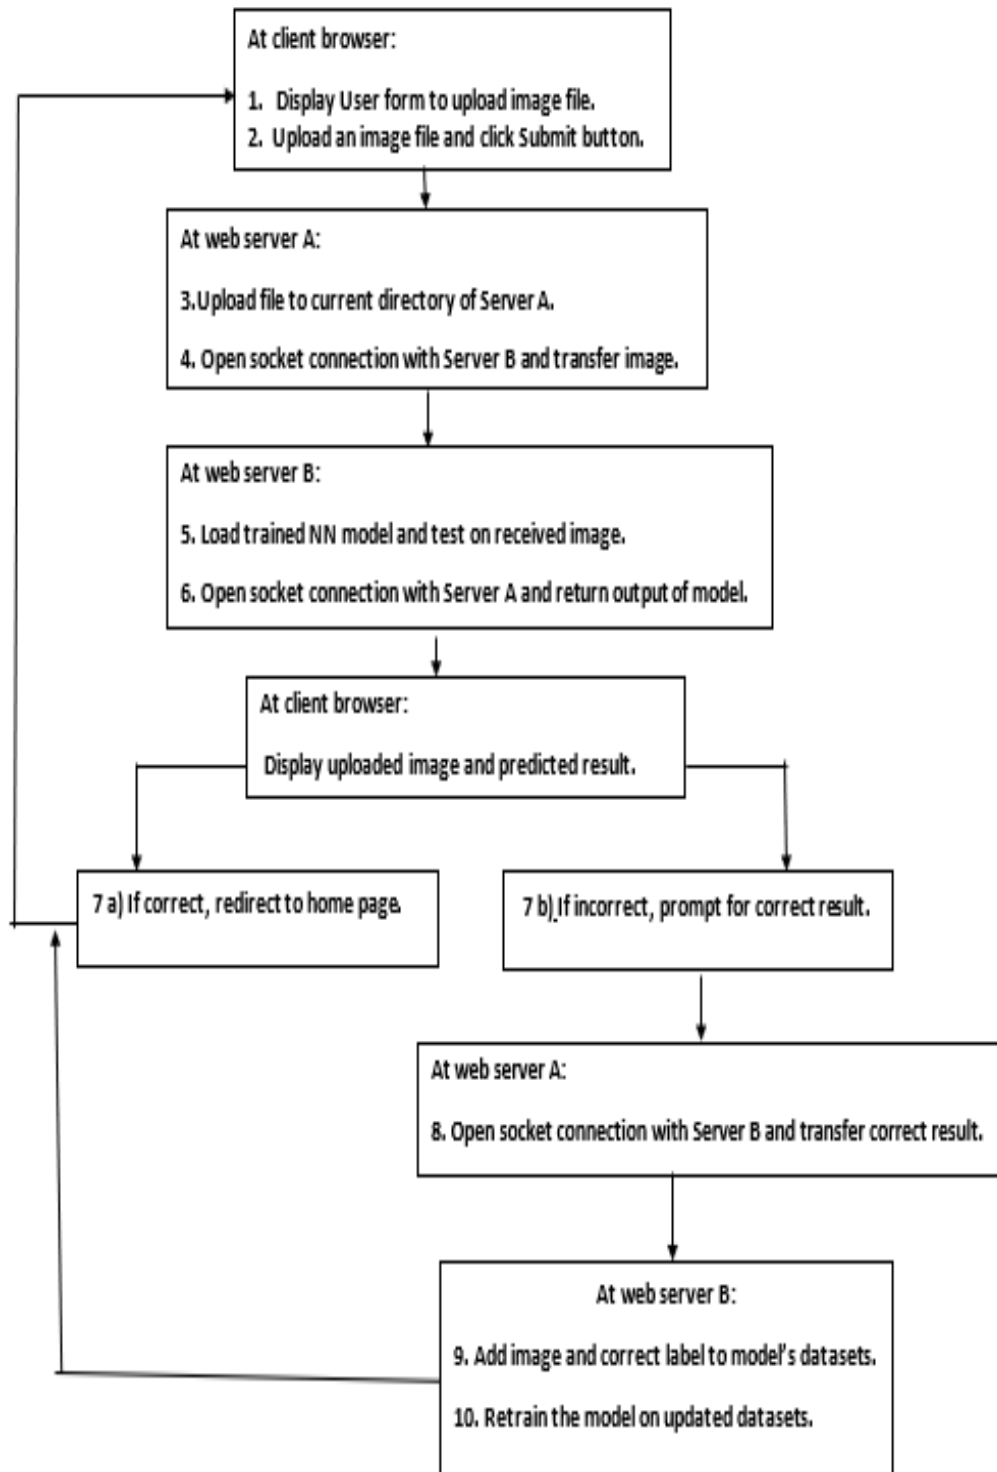 At client browser:
1. Display User form to upload image file.
2. Upload an image file and click Submit button.
At web server A:
3.Upload file to current directory of Server A.
4. Open socket connection with Server B and transfer image.
At web server B:
5. Load trained NN model and test on received image.
6. Open socket connection with Server A and return output of model.
At client browser:
Display uploaded image and predicted result.
7 a) If correct, redirect to home page.
7 b) If incorrect, prompt for correct result.
At web server A:
8. Open socket connection with Server B and transfer correct result.
At web server B:
9. Add image and correct label to model's datasets.
10. Retrain the model on updated datasets.